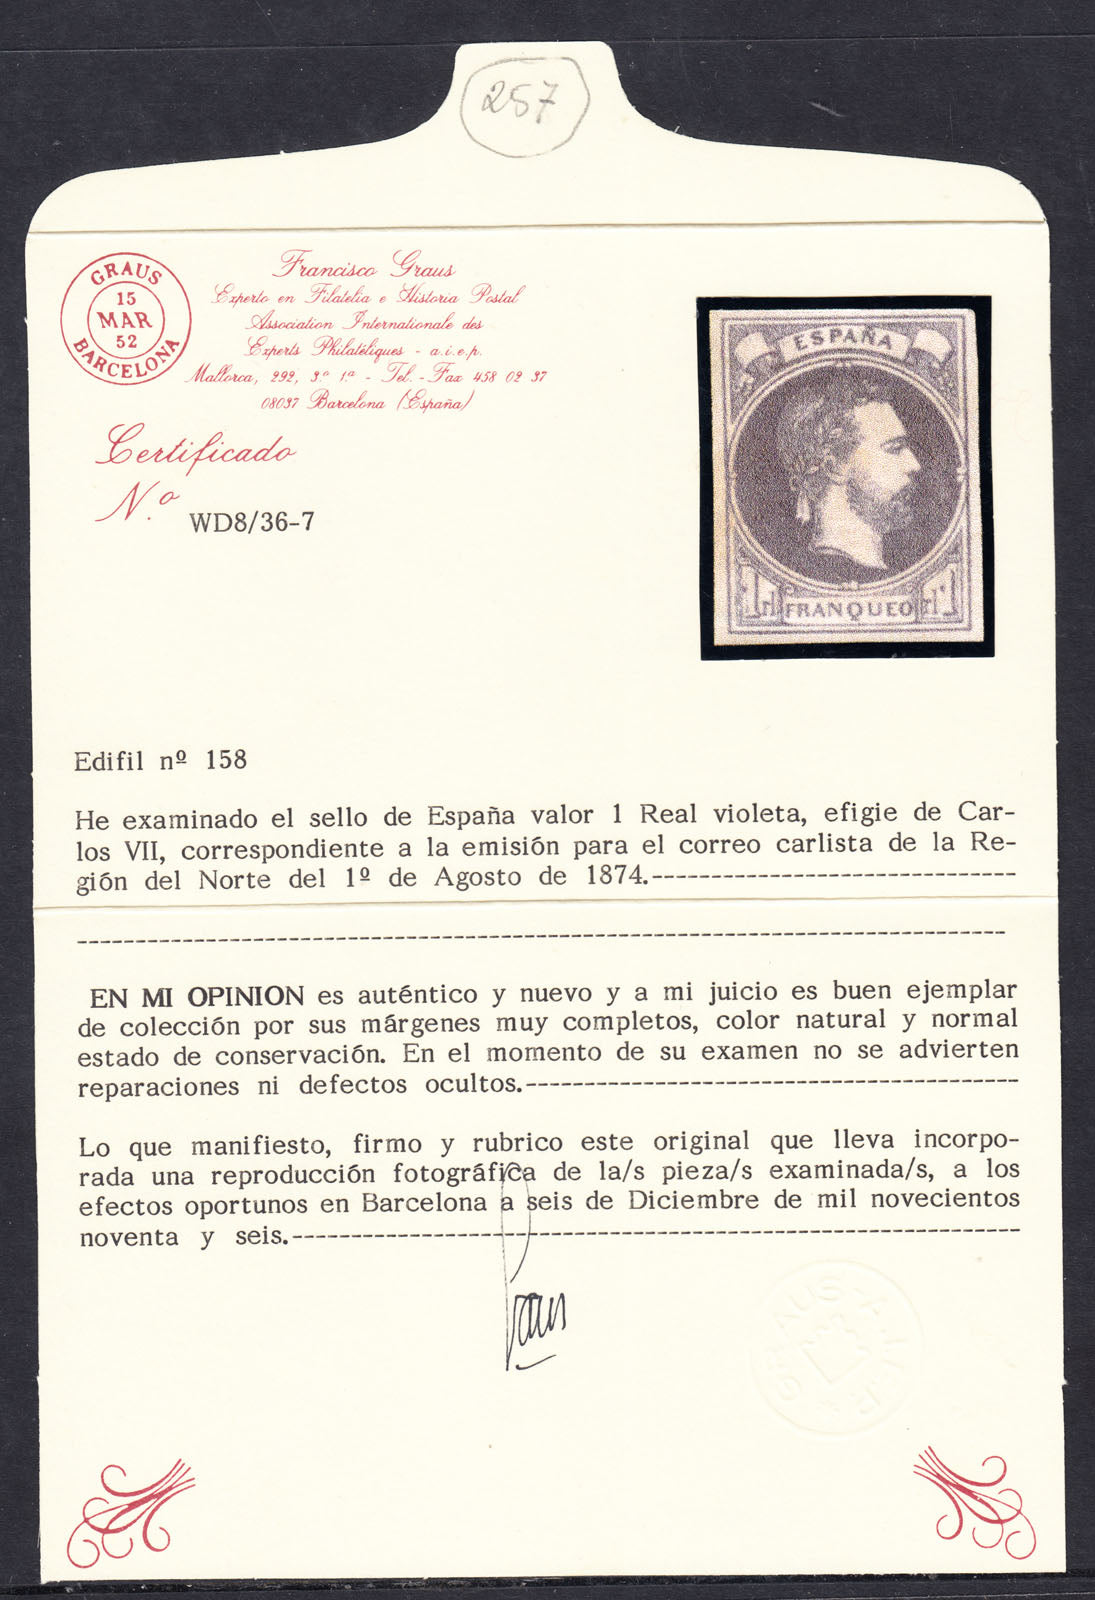 257
GRAUS
15
MAR
52
BARCELONA
Francisco Graus
Experto en Filatelia e Historia Postal
Association Internationale des
Experts Philatéliques - a.i.e.p.
Mallorca, 292, 3.º 1.ª - Tel. - Fax 458 02 37
08037 Barcelona (España)
Certificado
N.º WD8/36-7
ESPAÑA
1 rl FRANQUEO rl 1
Edifil nº 158
He examinado el sello de España valor 1 Real violeta, efigie de Car-
los VII, correspondiente a la emisión para el correo carlista de la Re-
gión del Norte del 1º de Agosto de 1874.-------------------------------
-------------------------------------------------------------------------------
EN MI OPINION es auténtico y nuevo y a mi juicio es buen ejemplar
de colección por sus márgenes muy completos, color natural y normal
estado de conservación. En el momento de su examen no se advierten
reparaciones ni defectos ocultos.------------------------------------------
Lo que manifiesto, firmo y rubrico este original que lleva incorpo-
rada una reproducción fotográfica de la/s pieza/s examinada/s, a los
efectos oportunos en Barcelona a seis de Diciembre de mil novecientos
noventa y seis.--------------------------------------------------------------
Graus
GRAUS A.I.E.P.